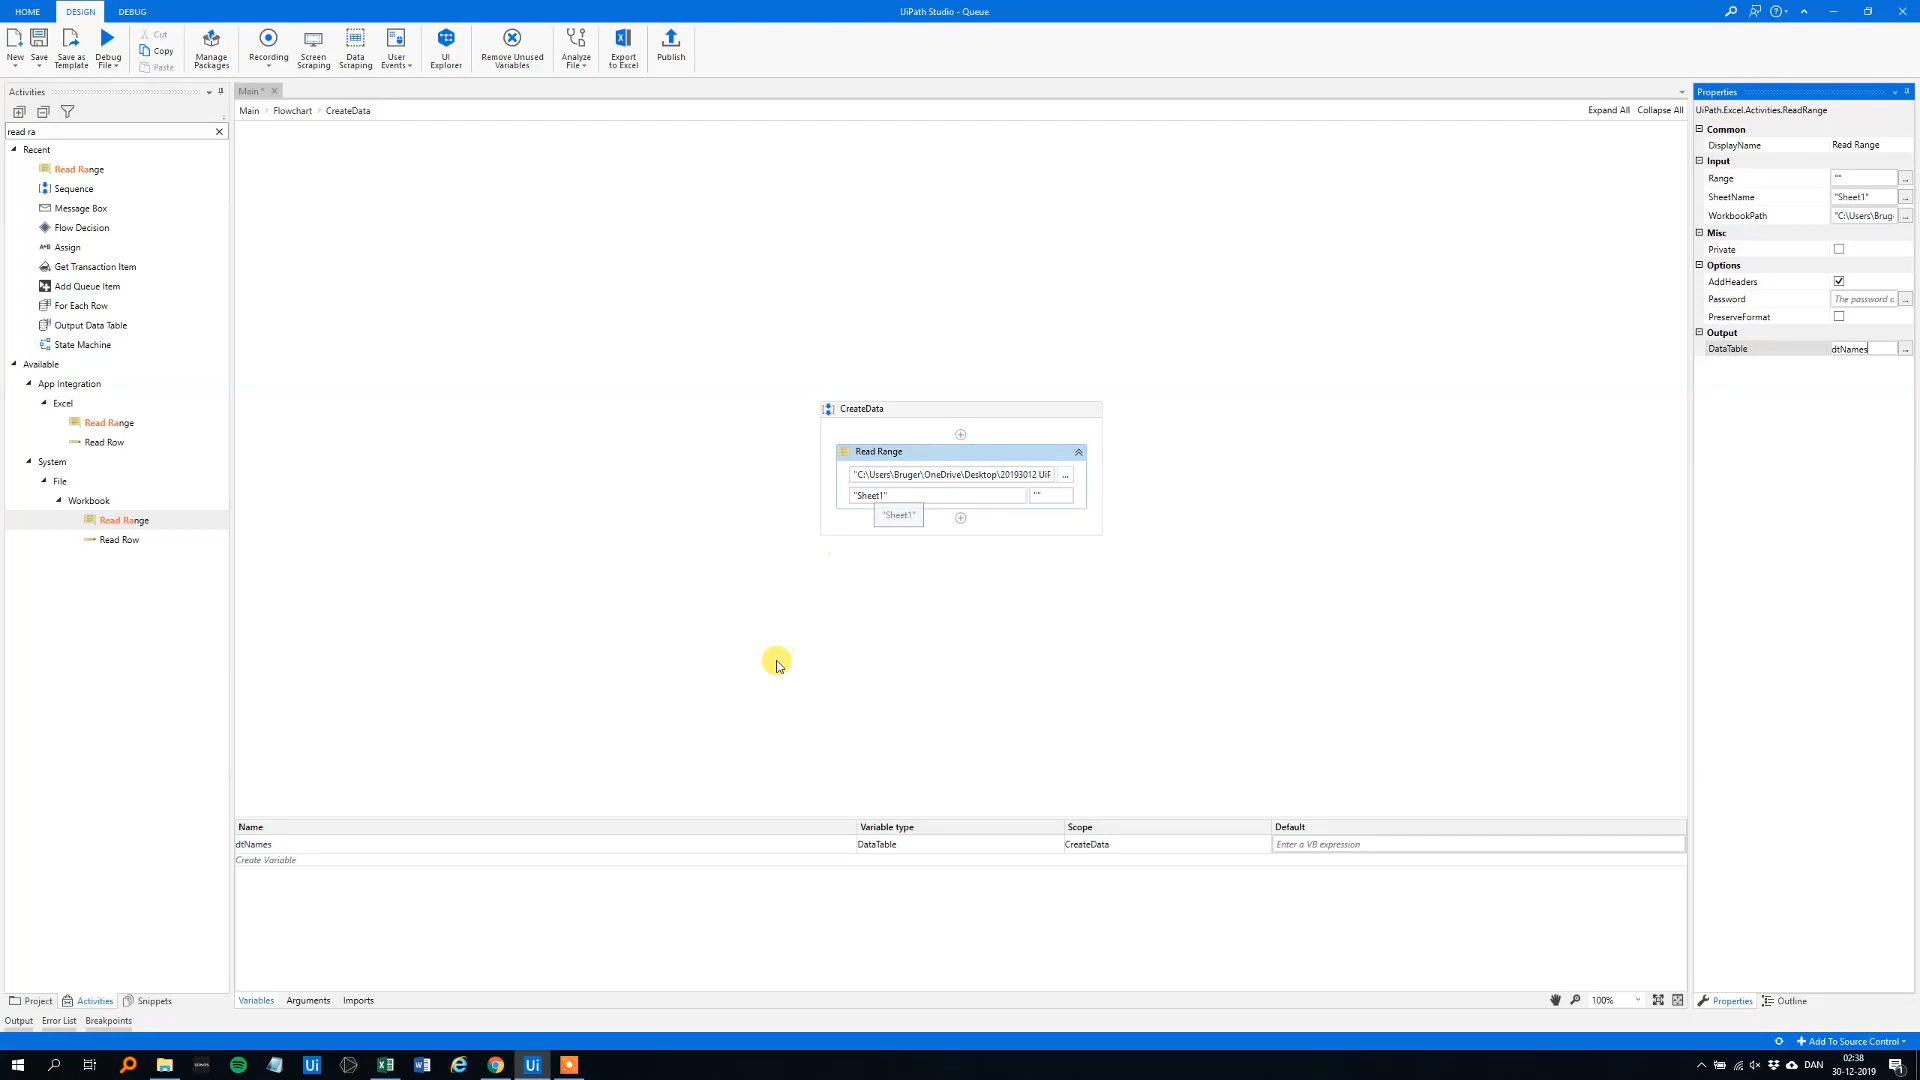 HOME DESIGN DEBUG UiPath Studio - Queue
New Save Save as Template Debug File Cut Copy Paste Manage Packages Recording Screen Scraping Data Scraping User Events UI Explorer Remove Unused Variables Analyze File Export to Excel Publish
Activities
read ra
Recent
Read Range
Sequence
Message Box
Flow Decision
A+B Assign
Get Transaction Item
Add Queue Item
For Each Row
Output Data Table
State Machine
Available
App Integration
Excel
Read Range
Read Row
System
File
Workbook
Read Range
Read Row
Project Activities Snippets
Output Error List Breakpoints
Main *
Main > Flowchart > CreateData Expand All Collapse All
CreateData
Read Range
"C:\Users\Bruger\OneDrive\Desktop\20193012 UiP ...
"Sheet1" ""
"Sheet1"
Name Variable type Scope Default
dtNames DataTable CreateData Enter a VB expression
Create Variable
Variables Arguments Imports 100%
Properties
UiPath.Excel.Activities.ReadRange
Common
DisplayName Read Range
Input
Range "" ...
SheetName "Sheet1" ...
WorkbookPath "C:\Users\Brug ...
Misc
Private
Options
AddHeaders
Password The password o ...
PreserveFormat
Output
DataTable dtNames ...
Properties Outline
Add To Source Control
SONOS Ui Ui DAN 02:38
30-12-2019